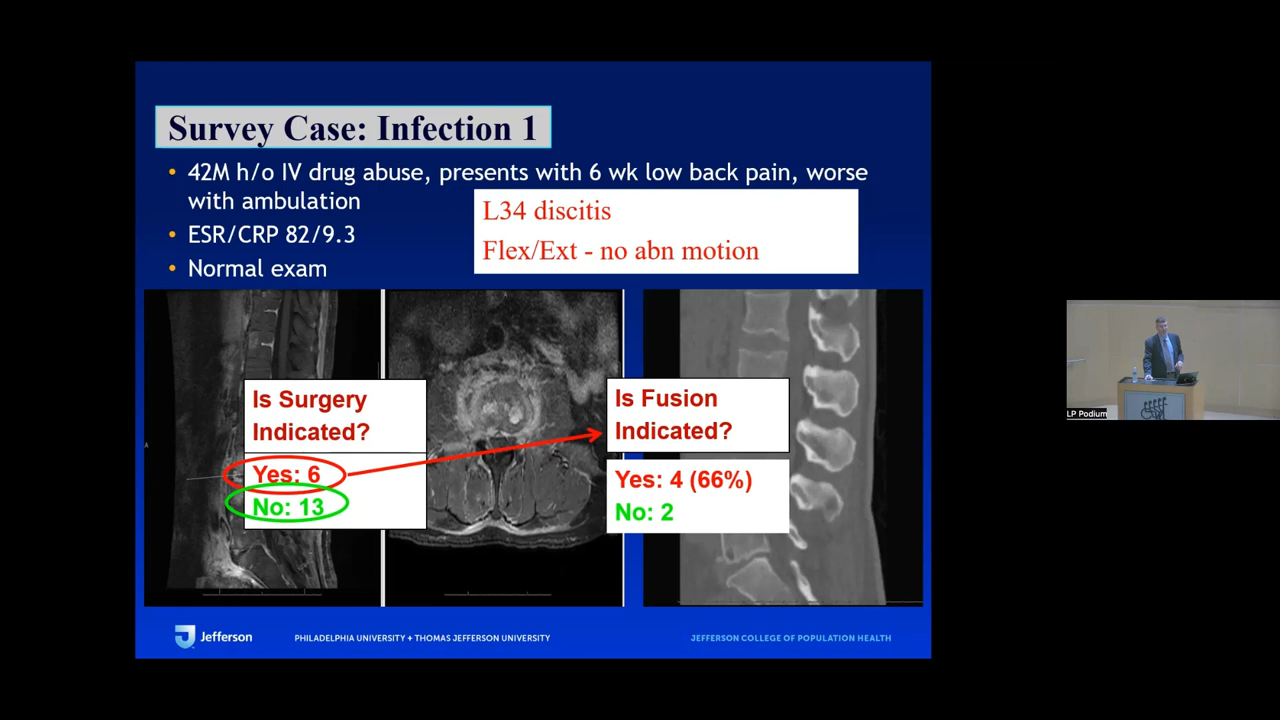 Survey Case: Infection 1
• 42M h/o IV drug abuse, presents with 6 wk low back pain, worse
with ambulation
• ESR/CRP 82/9.3
• Normal exam
L34 discitis
Flex/Ext - no abn motion
Is Surgery
Indicated?
Yes: 6
No: 13
Is Fusion
Indicated?
Yes: 4 (66%)
No: 2
A
Jefferson
PHILADELPHIA UNIVERSITY + THOMAS JEFFERSON UNIVERSITY
JEFFERSON COLLEGE OF POPULATION HEALTH
LP Podium